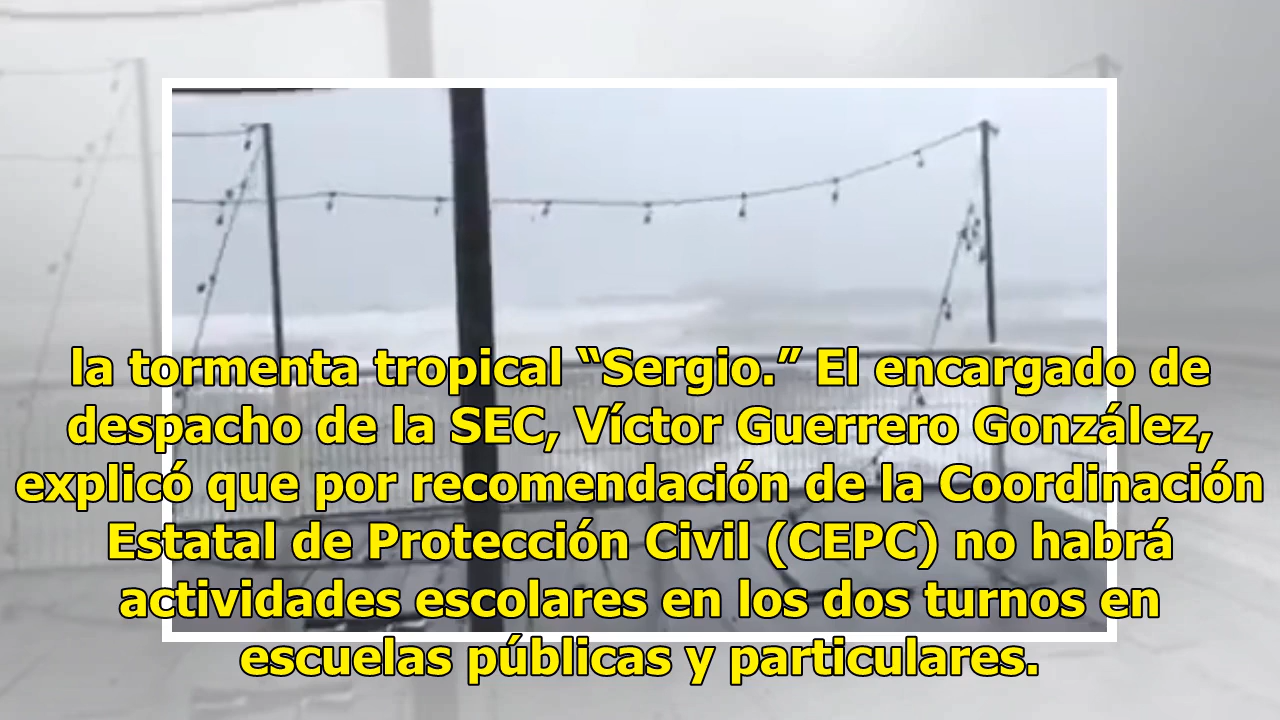 la tormenta tropical “Sergio.” El encargado de
despacho de la SEC, Víctor Guerrero González,
explicó que por recomendación de la Coordinación
Estatal de Protección Civil (CEPC) no habrá
actividades escolares en los dos turnos en
escuelas públicas y particulares.